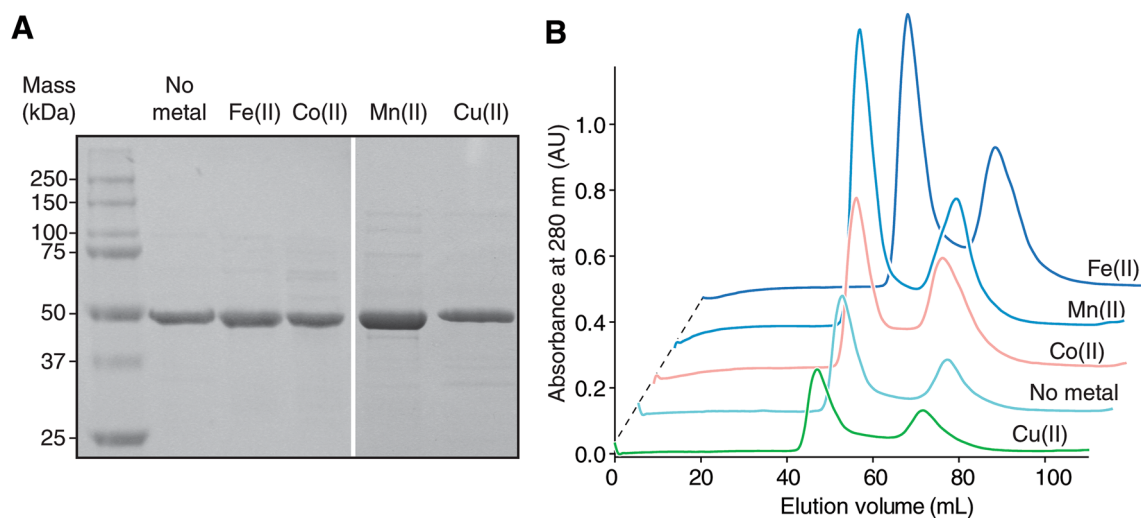 A
Mass
(kDa)
No
metal
Fe(II)
Co(II)
Mn(II)
Cu(II)
250
150
100
75
50
37
25
B
Absorbance at 280 nm (AU)
1.0
0.8
0.6
0.4
0.2
0.0
0
20
40
60
80
100
Elution volume (mL)
Fe(II)
Mn(II)
Co(II)
No metal
Cu(II)